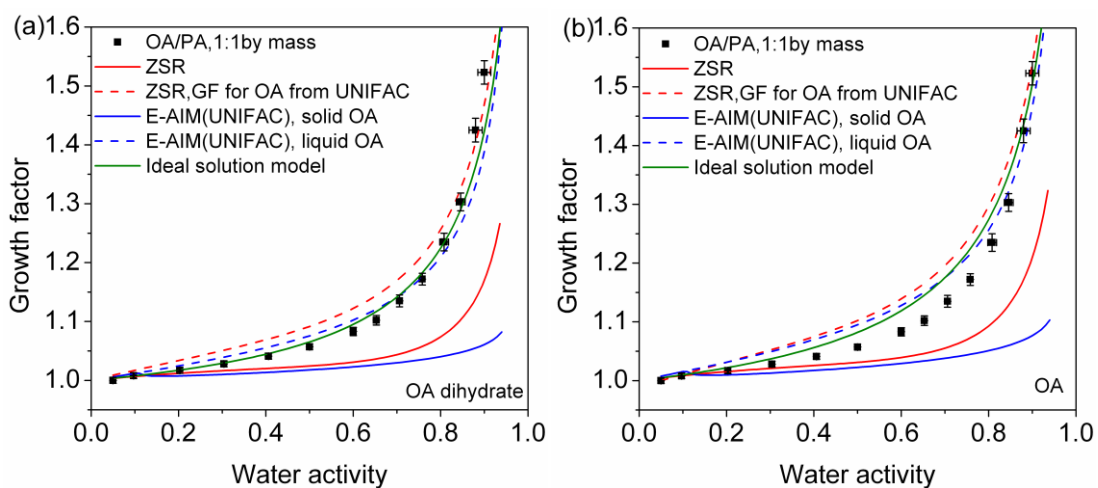 (a)
OA/PA,1:1by mass
ZSR
ZSR,GF for OA from UNIFAC
E-AIM(UNIFAC), solid OA
E-AIM(UNIFAC), liquid OA
Ideal solution model
Growth factor
1.6
1.5
1.4
1.3
1.2
1.1
1.0
OA dihydrate
0.0 0.2 0.4 0.6 0.8 1.0
Water activity
(b)
OA/PA,1:1by mass
ZSR
ZSR,GF for OA from UNIFAC
E-AIM(UNIFAC), solid OA
E-AIM(UNIFAC), liquid OA
Ideal solution model
Growth factor
1.6
1.5
1.4
1.3
1.2
1.1
1.0
OA
0.0 0.2 0.4 0.6 0.8 1.0
Water activity